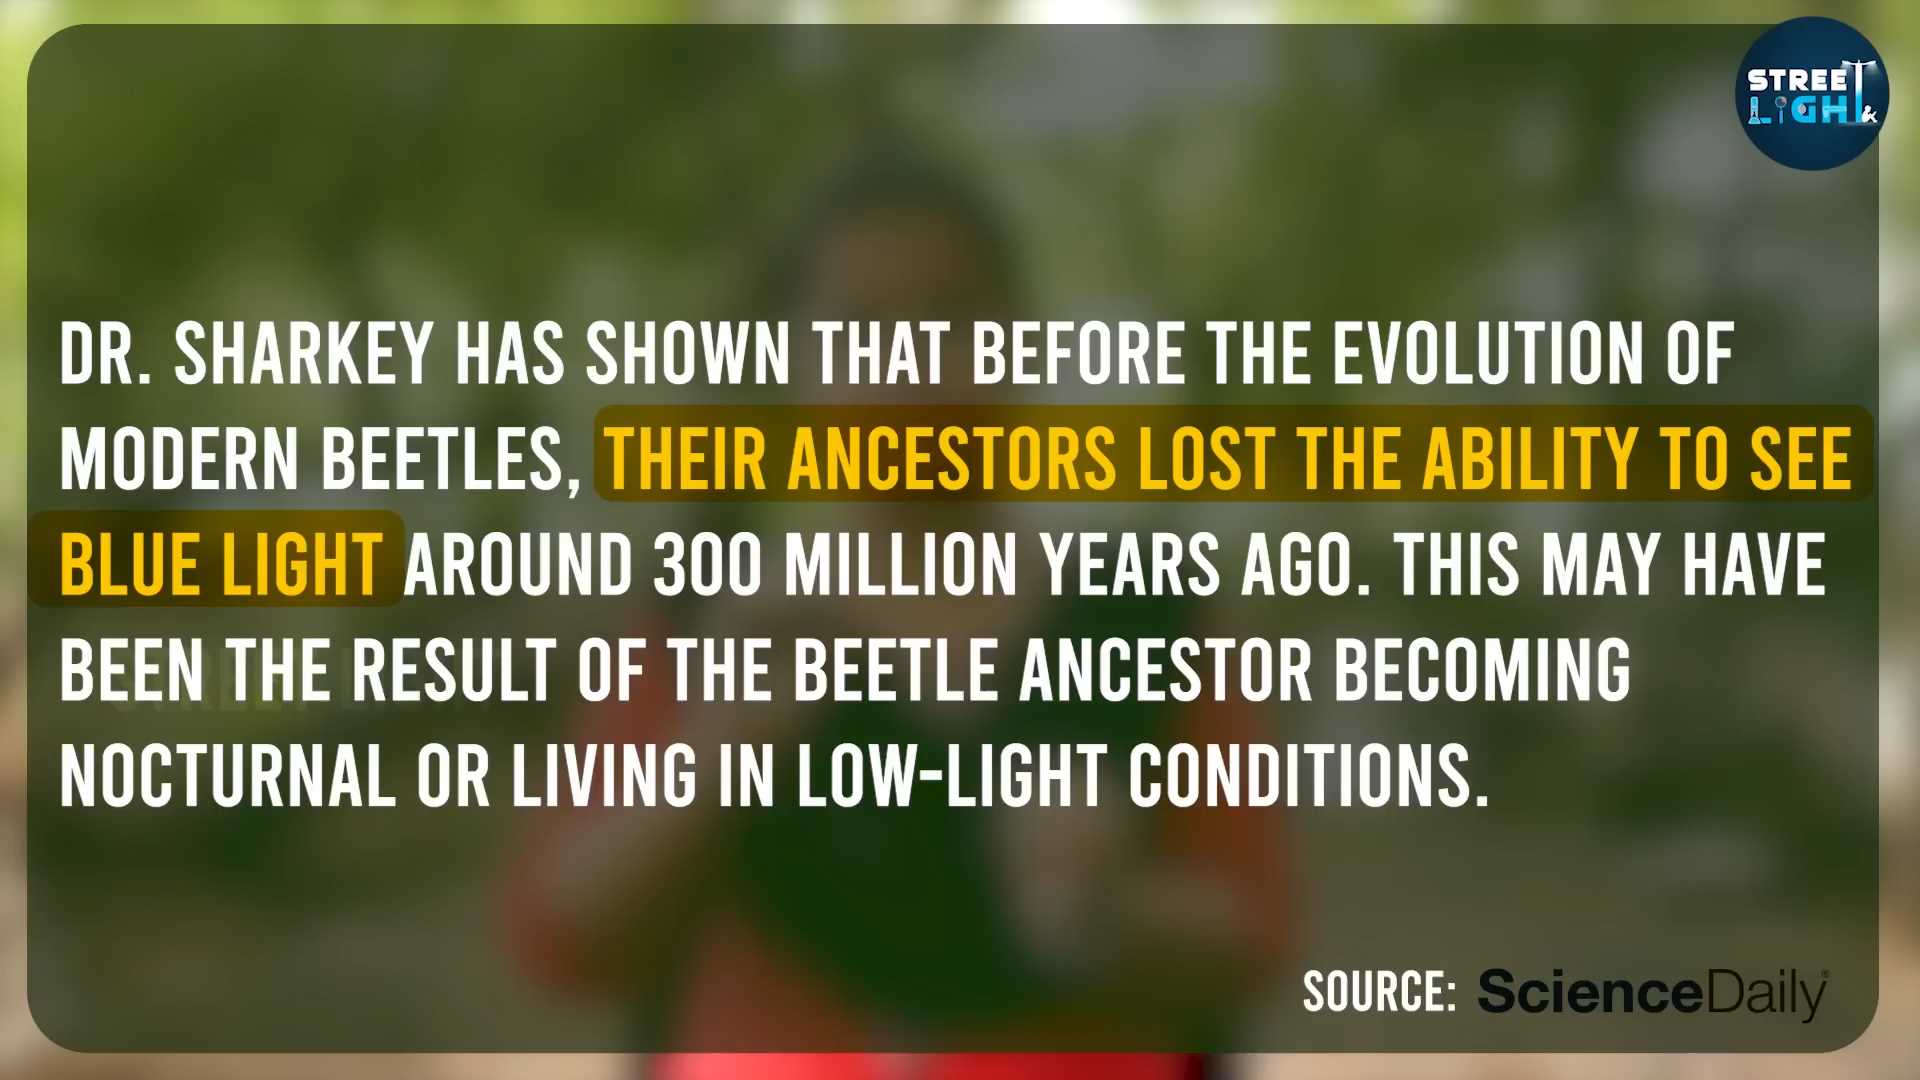 STREET
LIGHT
DR. SHARKEY HAS SHOWN THAT BEFORE THE EVOLUTION OF
MODERN BEETLES, THEIR ANCESTORS LOST THE ABILITY TO SEE
BLUE LIGHT AROUND 300 MILLION YEARS AGO. THIS MAY HAVE
BEEN THE RESULT OF THE BEETLE ANCESTOR BECOMING
NOCTURNAL OR LIVING IN LOW-LIGHT CONDITIONS.
SOURCE: ScienceDaily®